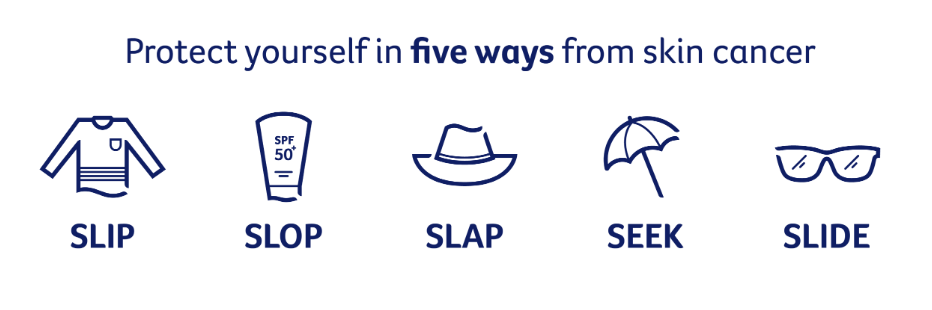 Protect yourself in five ways from skin cancer
SPF
50+
SLIP
SLOP
SLAP
SEEK
SLIDE